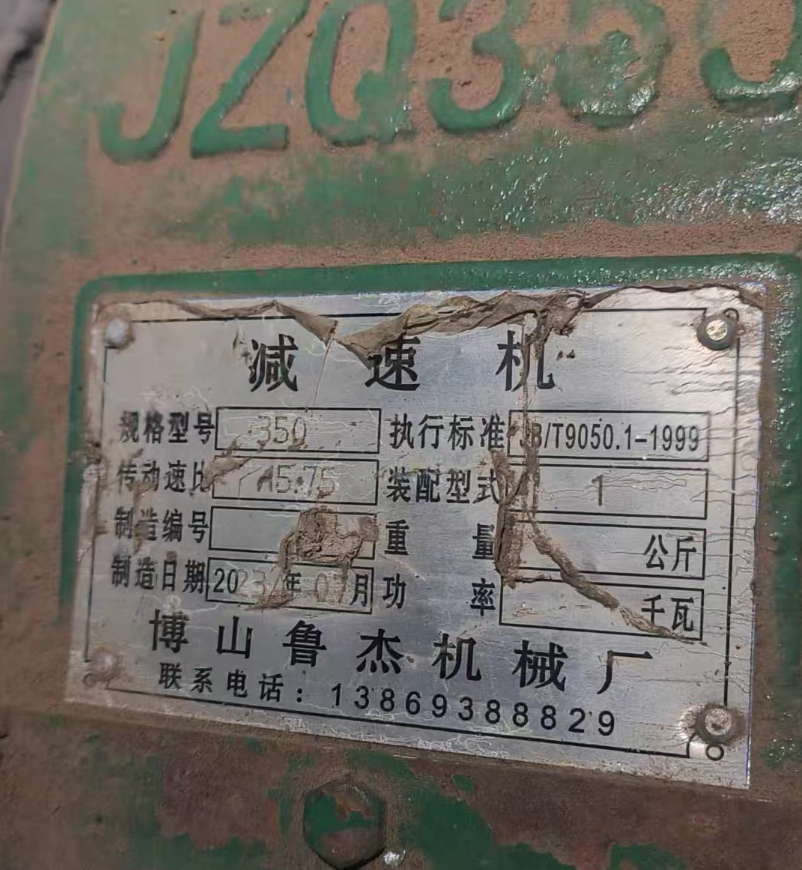 JZQ350
减速机
规格型号 350 执行标准 JB/T9050.1-1999
传动速比 15.75 装配型式 1
制造编号 重量 公斤
制造日期 2023年07月 功率 千瓦
博山鲁杰机械厂
联系电话：13869388829